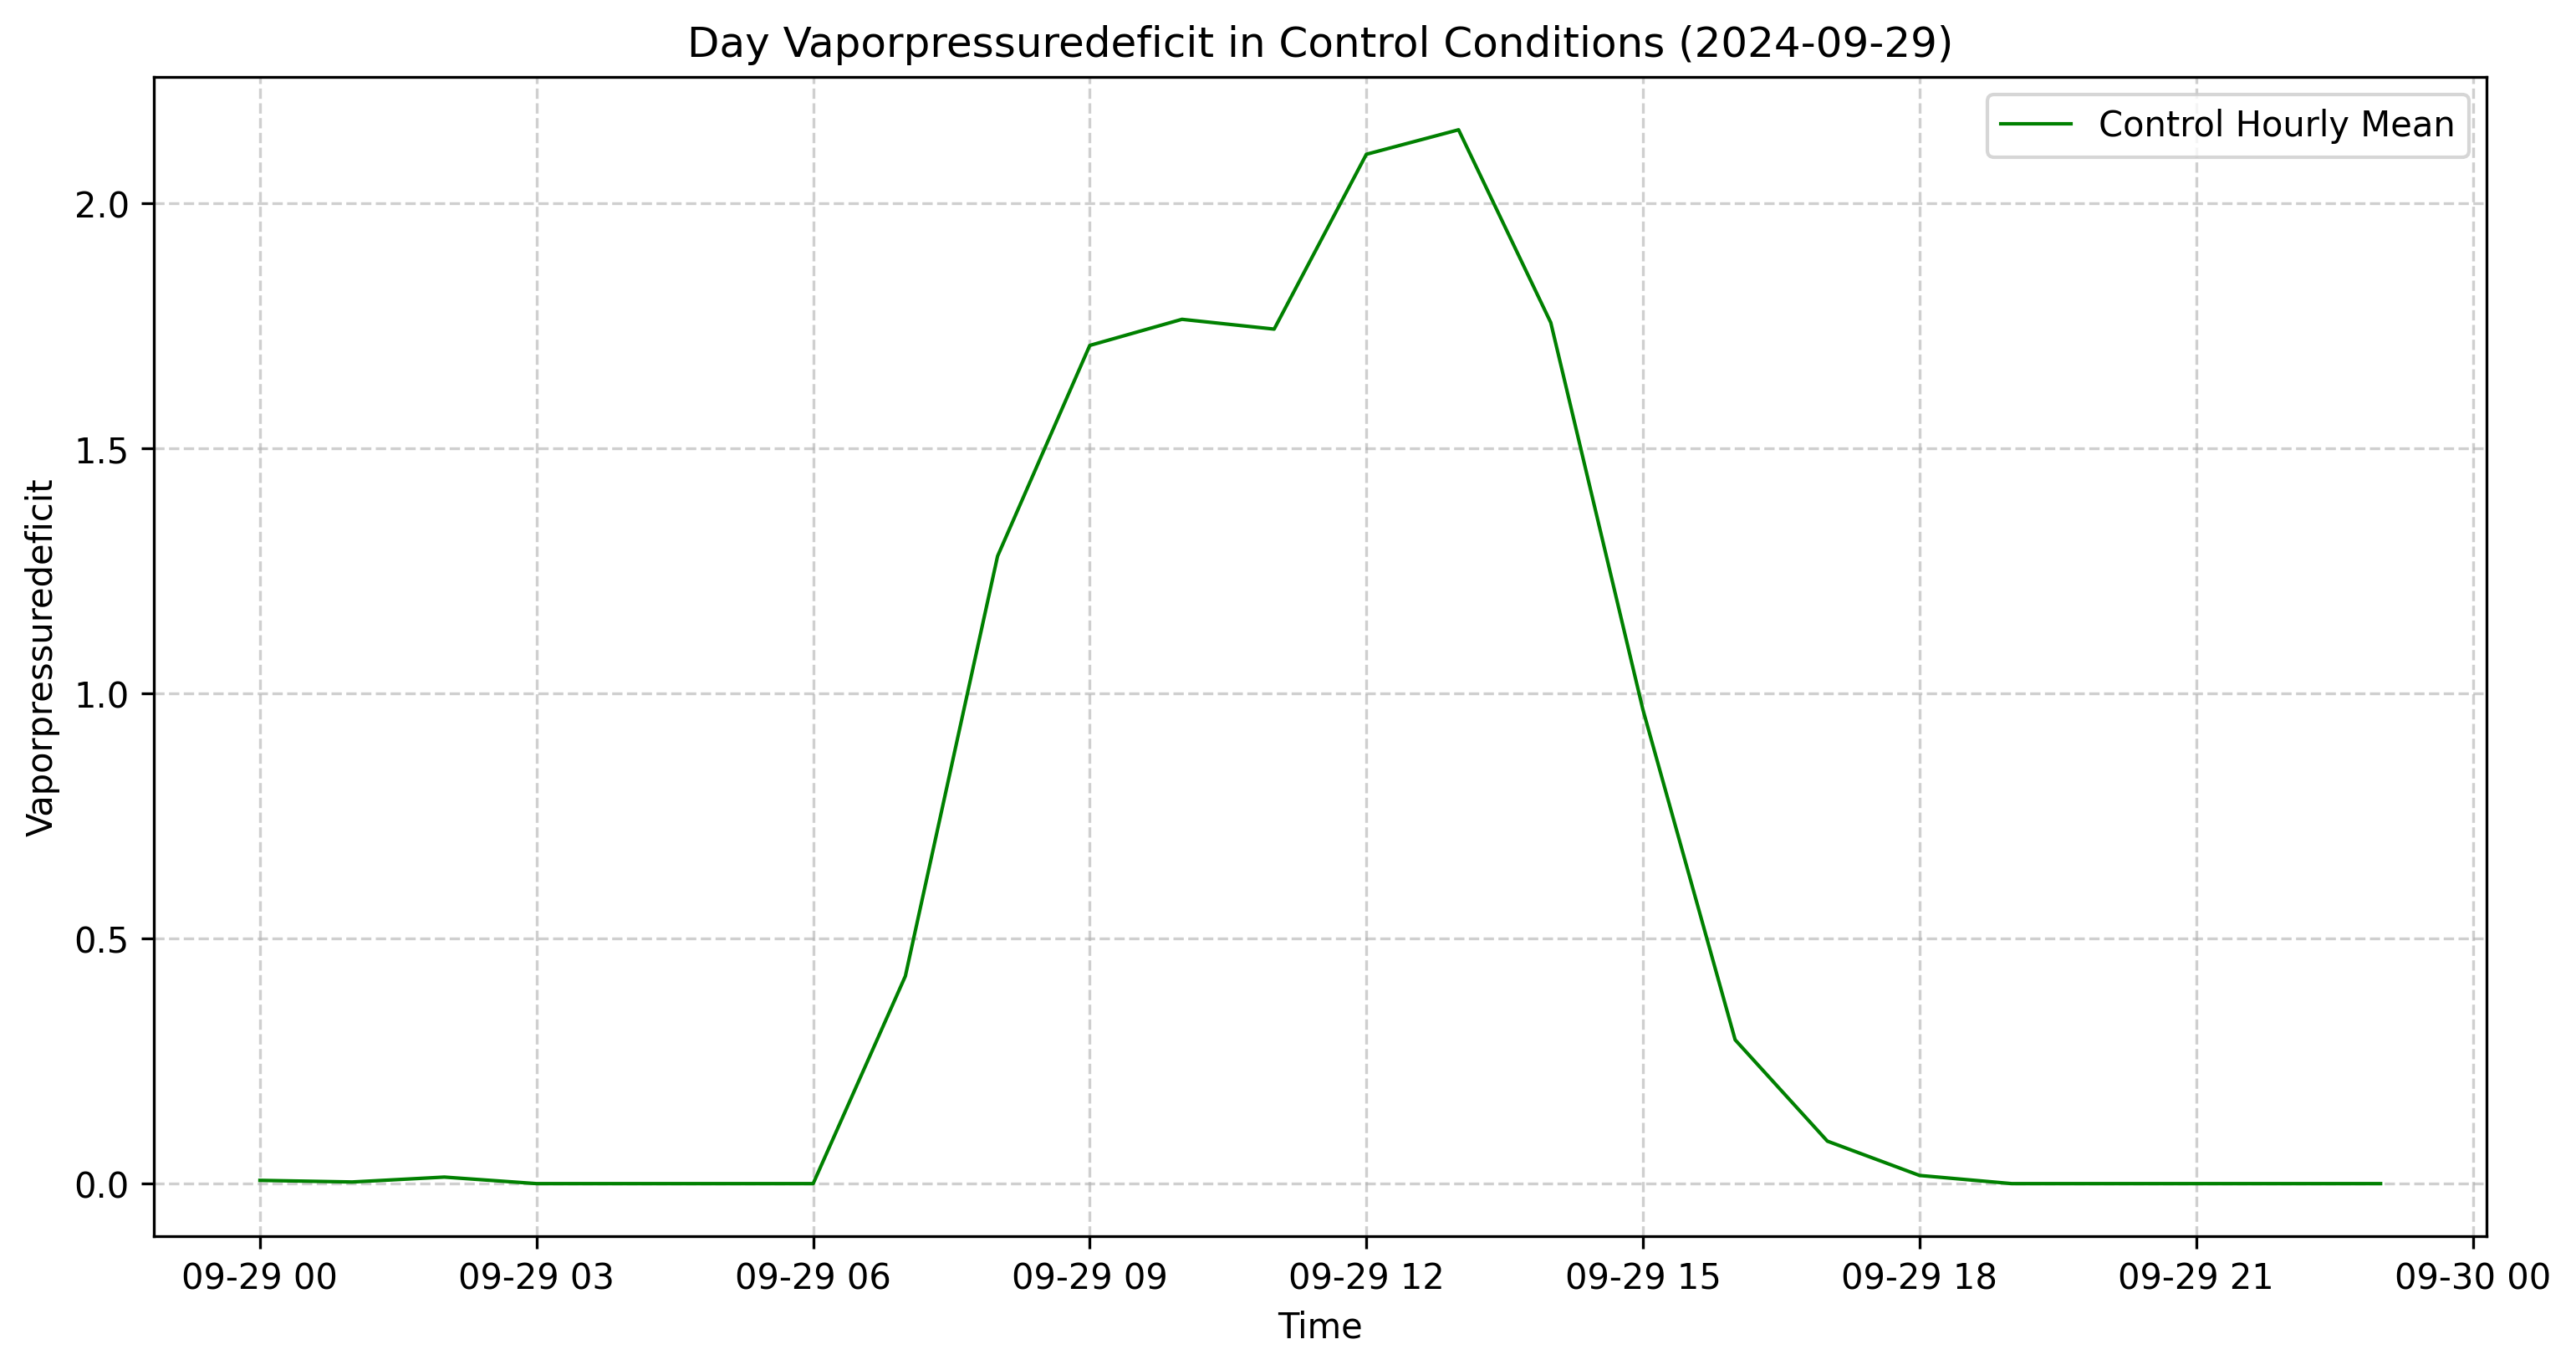 Day Vaporpressuredeficit in Control Conditions (2024-09-29)
Control Hourly Mean
Vaporpressuredeficit
2.0
1.5
1.0
0.5
0.0
09-29 00 09-29 03 09-29 06 09-29 09 09-29 12 09-29 15 09-29 18 09-29 21 09-30 00
Time